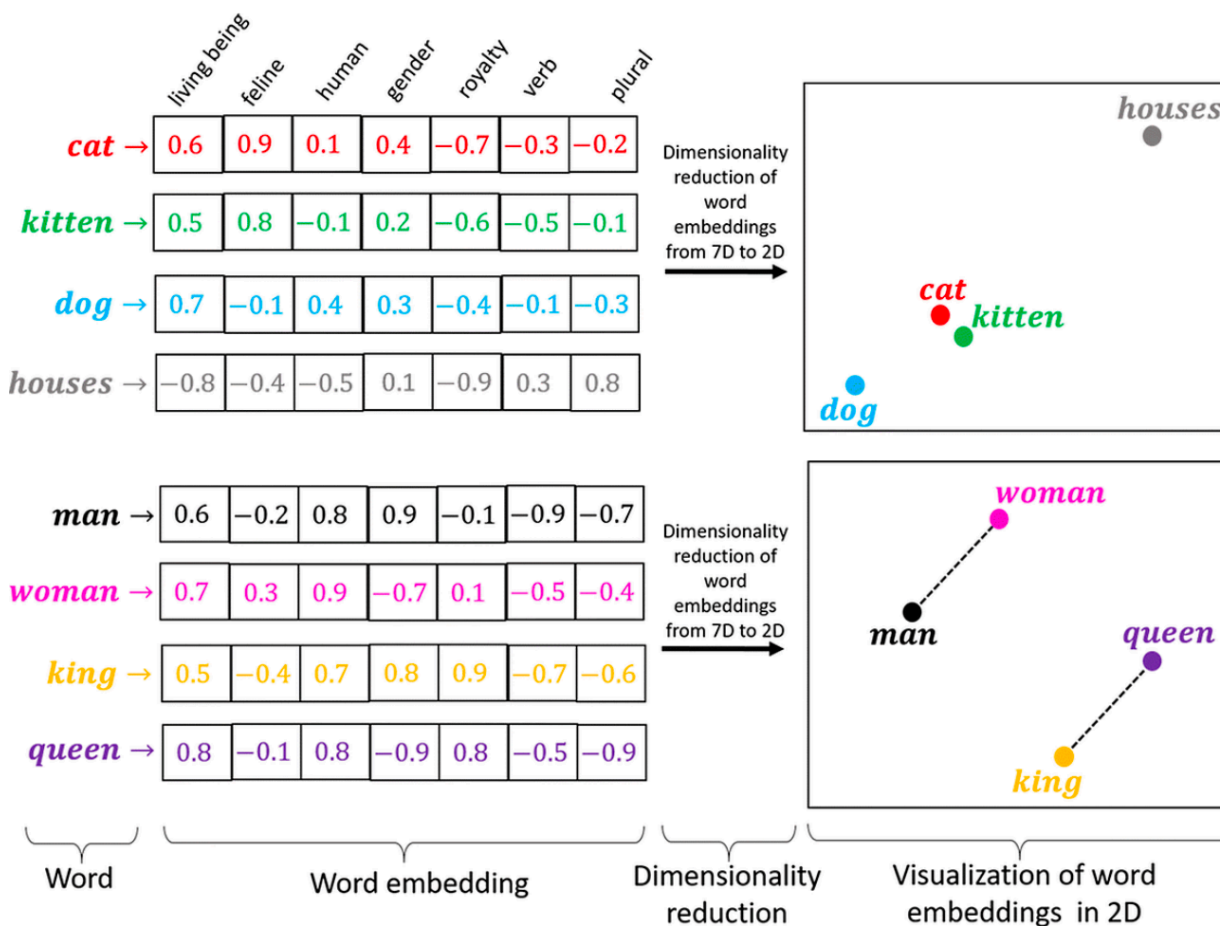 living being feline human gender royalty verb plural
cat → 0.6 0.9 0.1 0.4 −0.7 −0.3 −0.2
kitten → 0.5 0.8 −0.1 0.2 −0.6 −0.5 −0.1
dog → 0.7 −0.1 0.4 0.3 −0.4 −0.1 −0.3
houses → −0.8 −0.4 −0.5 0.1 −0.9 0.3 0.8
Dimensionality
reduction of
word
embeddings
from 7D to 2D
houses
cat
kitten
dog
man → 0.6 −0.2 0.8 0.9 −0.1 −0.9 −0.7
woman → 0.7 0.3 0.9 −0.7 0.1 −0.5 −0.4
king → 0.5 −0.4 0.7 0.8 0.9 −0.7 −0.6
queen → 0.8 −0.1 0.8 −0.9 0.8 −0.5 −0.9
Dimensionality
reduction of
word
embeddings
from 7D to 2D
woman
man
queen
king
Word
Word embedding
Dimensionality
reduction
Visualization of word
embeddings in 2D